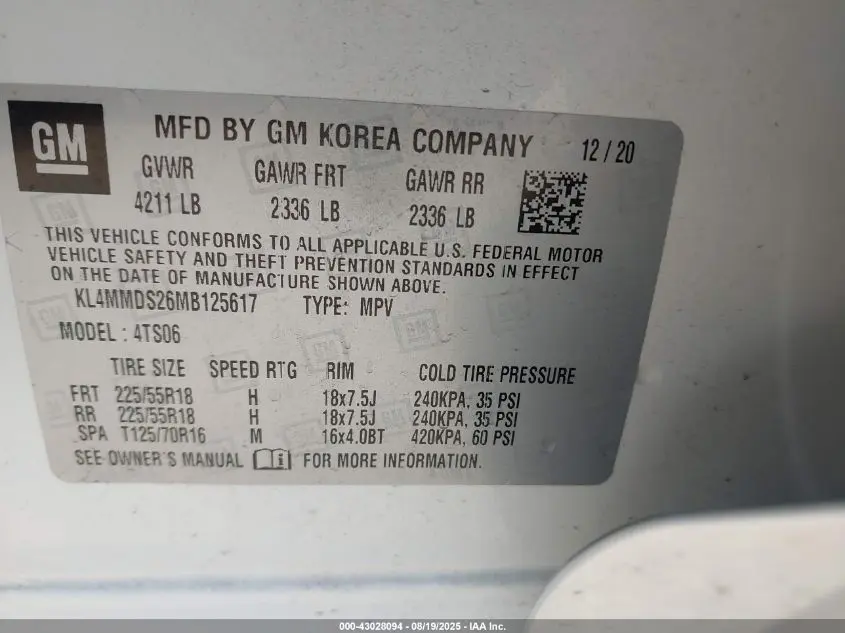 GM
MFD BY GM KOREA COMPANY 12 / 20
GVWR GAWR FRT GAWR RR
4211 LB 2336 LB 2336 LB
THIS VEHICLE CONFORMS TO ALL APPLICABLE U.S. FEDERAL MOTOR
VEHICLE SAFETY AND THEFT PREVENTION STANDARDS IN EFFECT
ON THE DATE OF MANUFACTURE SHOWN ABOVE.
KL4MMDS26MB125617 TYPE: MPV
MODEL : 4TS06
TIRE SIZE SPEED RTG RIM COLD TIRE PRESSURE
FRT 225/55R18 H 18x7.5J 240KPA, 35 PSI
RR 225/55R18 H 18x7.5J 240KPA, 35 PSI
SPA T125/70R16 M 16x4.0BT 420KPA, 60 PSI
SEE OWNER'S MANUAL i FOR MORE INFORMATION.
000-43028094 - 08/19/2025 - IAA Inc.